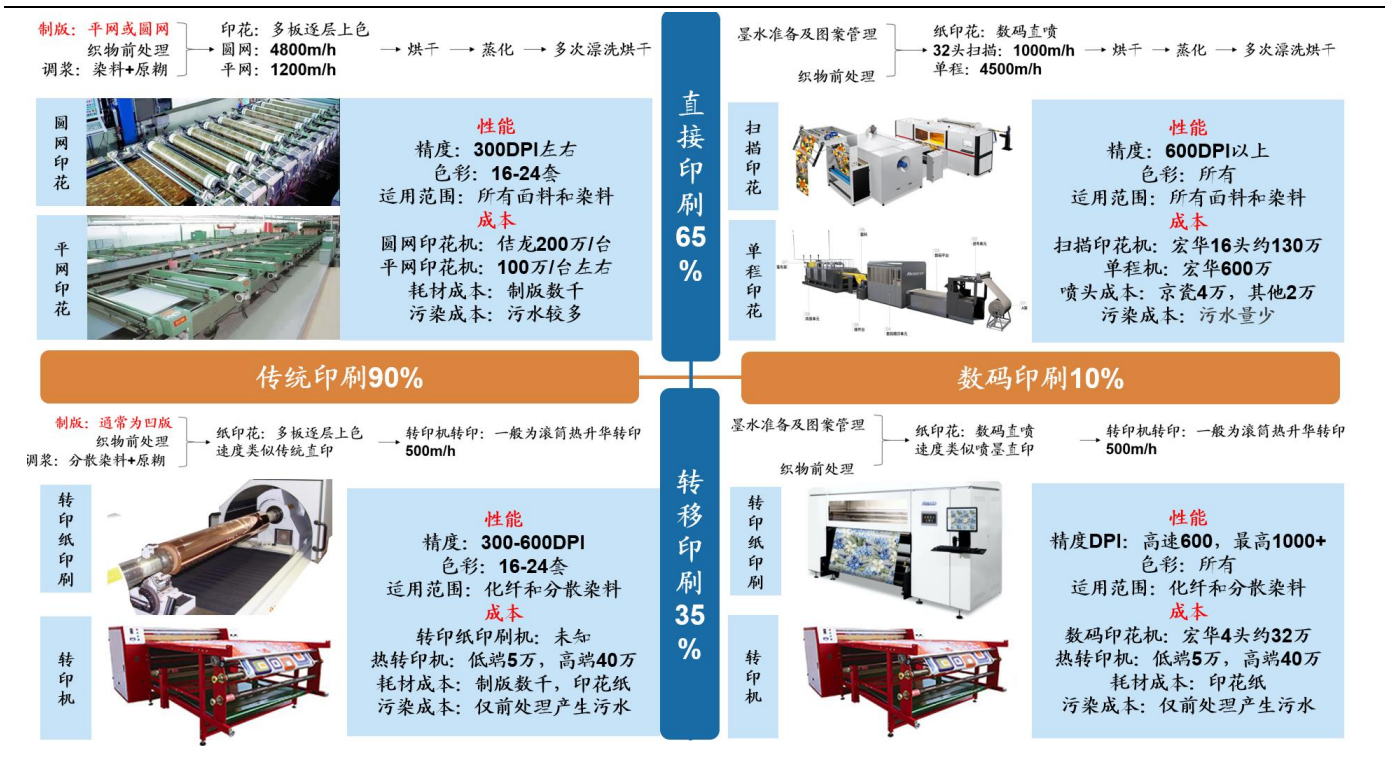 制版：平网或圆网
织物前处理
调浆：染料+原糊
印花：多板逐层上色
圆网：4800m/h
平网：1200m/h
烘干
蒸化
多次漂洗烘干
圆网印花
平网印花
性能
精度：300DPI左右
色彩：16-24套
运用范围：所有面料和染料
成本
圆网印花机：佶龙200万/台
平网印花机：100万/台左右
耗材成本：制版数千
污染成本：污水较多
直接印刷65%
墨水准备及图案管理
织物前处理
纸印花：数码直喷
32头扫描：1000m/h
单程：4500m/h
烘干
蒸化
多次漂洗烘干
扫描印花
单程印花
性能
精度：600DPI以上
色彩：所有
运用范围：所有面料和染料
成本
扫描印花机：宏华16头约130万
单程机：宏华600万
喷头成本：京瓷4万，其他2万
污染成本：污水量少
传统印刷90%
数码印刷10%
制版：通常为凹版
织物前处理
调浆：分散染料+原糊
纸印花：多板逐层上色
速度类似传统直印
转印机转印：一般为滚筒热升华转印
500m/h
转印纸印刷
转印机
性能
精度：300-600DPI
色彩：16-24套
运用范围：化纤和分散染料
成本
转印纸印刷机：未知
热转印机：低端5万，高端40万
耗材成本：制版数千，印花纸
污染成本：仅前处理产生污水
转移印刷35%
墨水准备及图案管理
织物前处理
纸印花：数码直喷
速度类似喷墨直印
转印机转印：一般为滚筒热升华转印
500m/h
转印纸印刷
转印机
性能
精度DPI：高速600，最高1000+
色彩：所有
运用范围：化纤和分散染料
成本
数码印花机：宏华4头约32万
热转印机：低端5万，高端40万
耗材成本：印花纸
污染成本：仅前处理产生污水